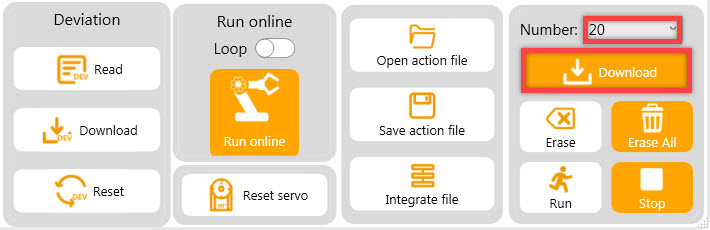 Deviation
Read
Download
Reset
Run online
Loop
Run online
Reset servo
Open action file
Save action file
Integrate file
Number: 20
Download
Erase
Erase All
Run
Stop